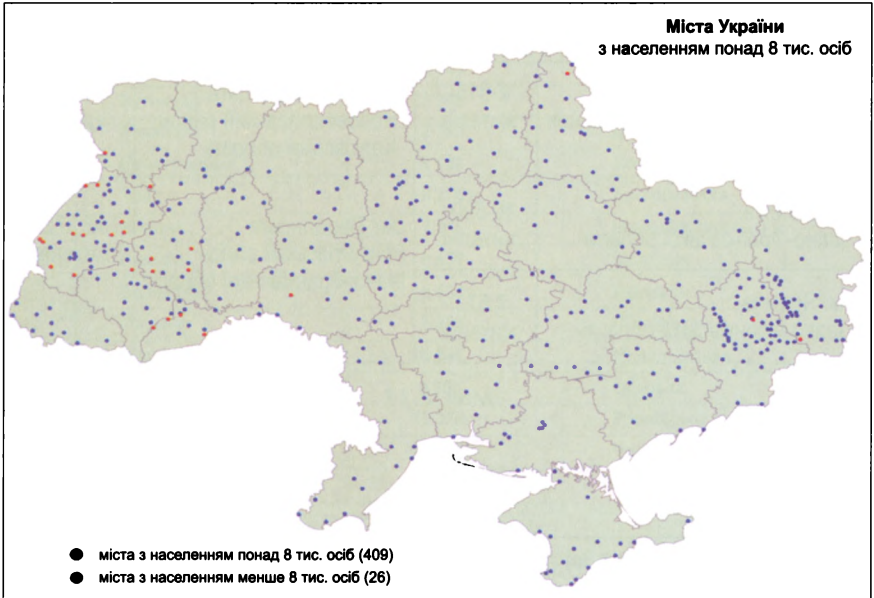 Міста України
з населенням понад 8 тис. осіб
міста з населенням понад 8 тис. осіб (409)
міста з населенням менше 8 тис. осіб (26)